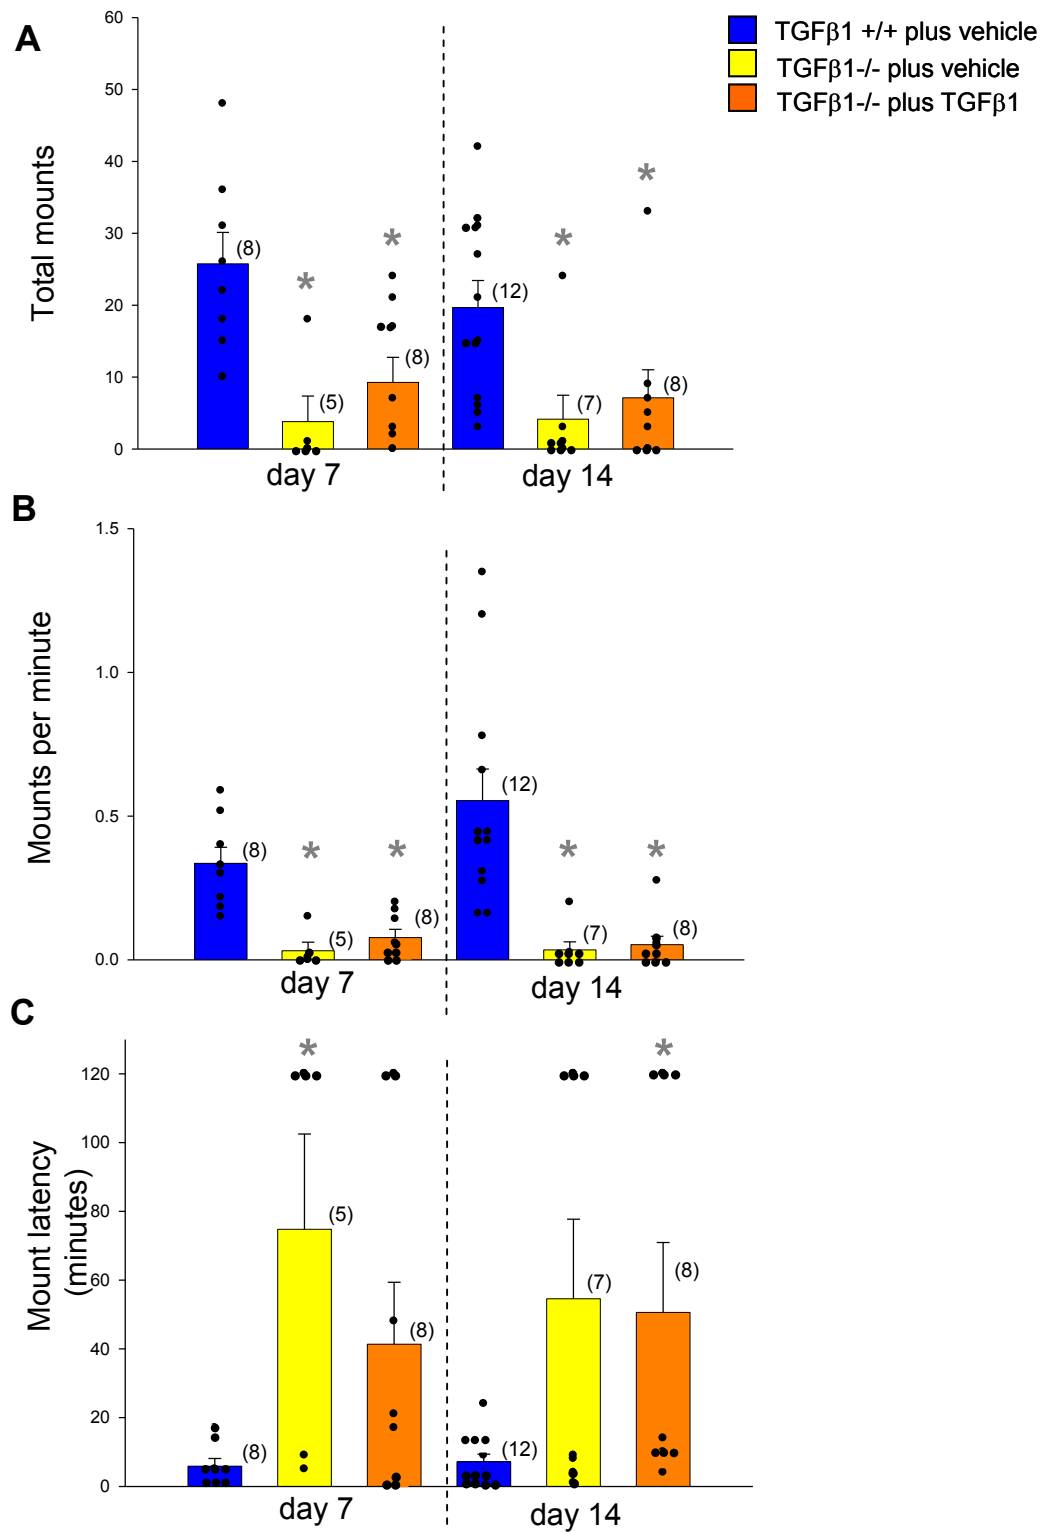 A
TGFβ1 +/+ plus vehicle
TGFβ1-/- plus vehicle
TGFβ1-/- plus TGFβ1
Total mounts
60
50
40
30
20
10
0
(8)
*
(5)
*
(8)
(12)
*
(7)
*
(8)
day 7
day 14
B
Mounts per minute
1.5
1.0
0.5
0.0
(8)
*
(5)
*
(8)
(12)
*
(7)
*
(8)
day 7
day 14
C
Mount latency
(minutes)
120
100
80
60
40
20
0
(8)
*
(5)
(8)
(12)
(7)
*
(8)
day 7
day 14